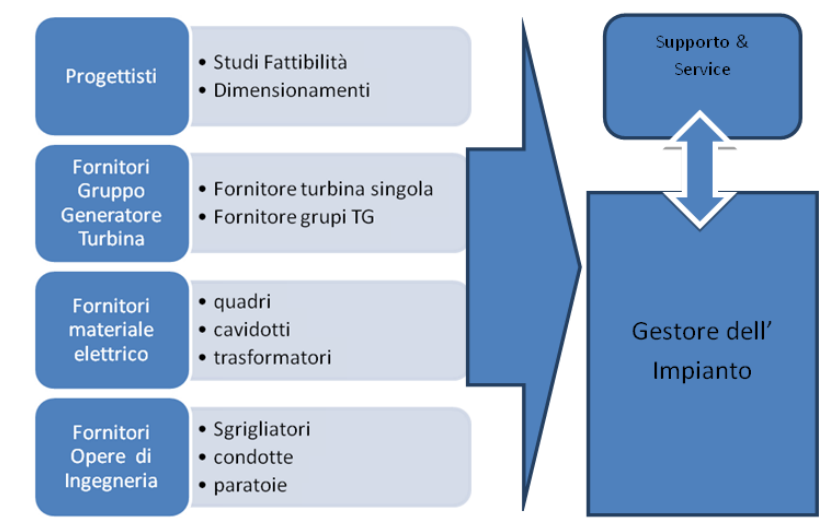 Progettisti
• Studi Fattibilità
• Dimensionamenti
Fornitori
Gruppo
Generatore
Turbina
• Fornitore turbina singola
• Fornitore grupi TG
Fornitori
materiale
elettrico
• quadri
• cavidotti
• trasformatori
Fornitori
Opere di
Ingegneria
• Sgrigliatori
• condotte
• paratoie
Supporto &
Service
Gestore dell'
Impianto